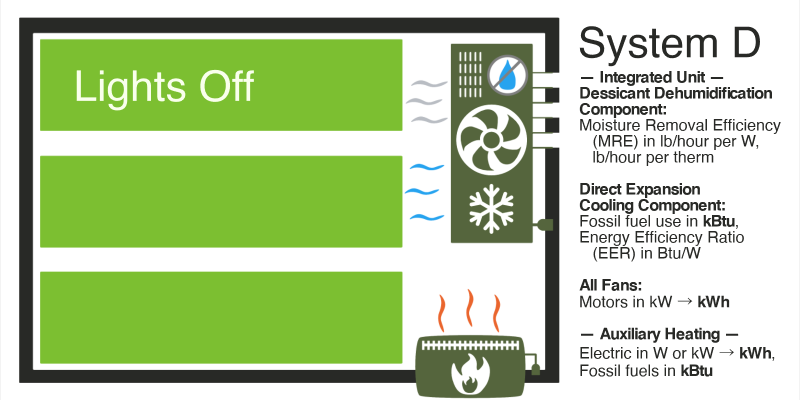 Lights Off
System D
— Integrated Unit —
Dessicant Dehumidification
Component:
Moisture Removal Efficiency
(MRE) in lb/hour per W,
lb/hour per therm
Direct Expansion
Cooling Component:
Fossil fuel use in kBtu,
Energy Efficiency Ratio
(EER) in Btu/W
All Fans:
Motors in kW → kWh
— Auxiliary Heating —
Electric in W or kW → kWh,
Fossil fuels in kBtu